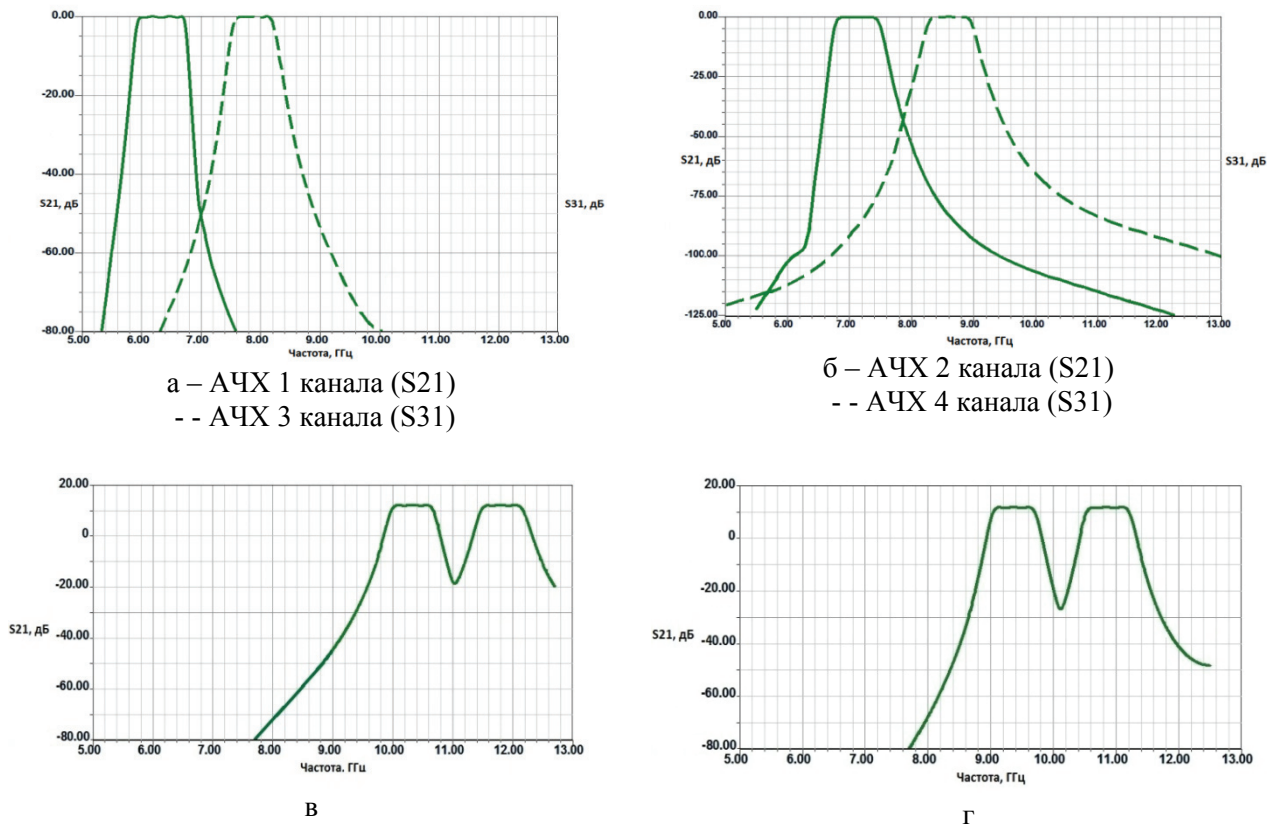 0.00
-20.00
-40.00
S21, дБ
-60.00
-80.00
5.00 6.00 7.00 8.00 9.00 10.00 11.00 12.00 13.00
Частота, ГГц
S31, дБ
а – АЧХ 1 канала (S21)
- - АЧХ 3 канала (S31)
0.00
-25.00
-50.00
S21, дБ
-75.00
-100.00
-125.00
5.00 6.00 7.00 8.00 9.00 10.00 11.00 12.00 13.00
Частота, ГГц
S31, дБ
б – АЧХ 2 канала (S21)
- - АЧХ 4 канала (S31)
20.00
0
-20.00
S21, дБ
-40.00
-60.00
-80.00
5.00 6.00 7.00 8.00 9.00 10.00 11.00 12.00 13.00
Частота. ГГц
в
20.00
0
-20.00
S21, дБ
-40.00
-60.00
-80.00
5.00 6.00 7.00 8.00 9.00 10.00 11.00 12.00 13.00
Частота, ГГц
г